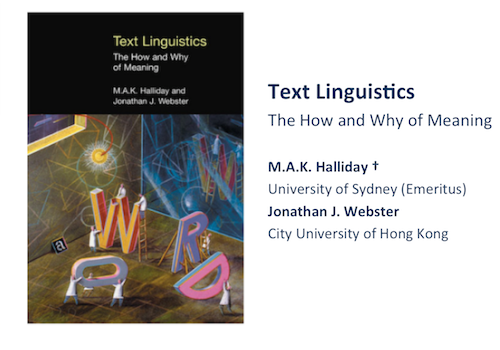 Text Linguistics
The How and Why
of Meaning
M.A.K. Halliday and
Jonathan J. Webster
W
W
O
R
D
a
Text Linguistics
The How and Why of Meaning
M.A.K. Halliday †
University of Sydney (Emeritus)
Jonathan J. Webster
City University of Hong Kong